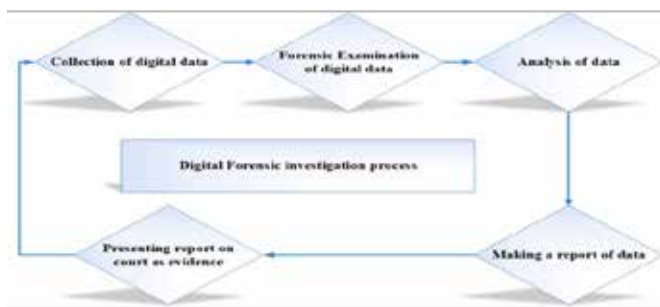 Collection of digital data
Forensic Examination
of digital data
Analysis of data
Digital Forensic investigation process
Presenting report on
court as evidence
Making a report of data